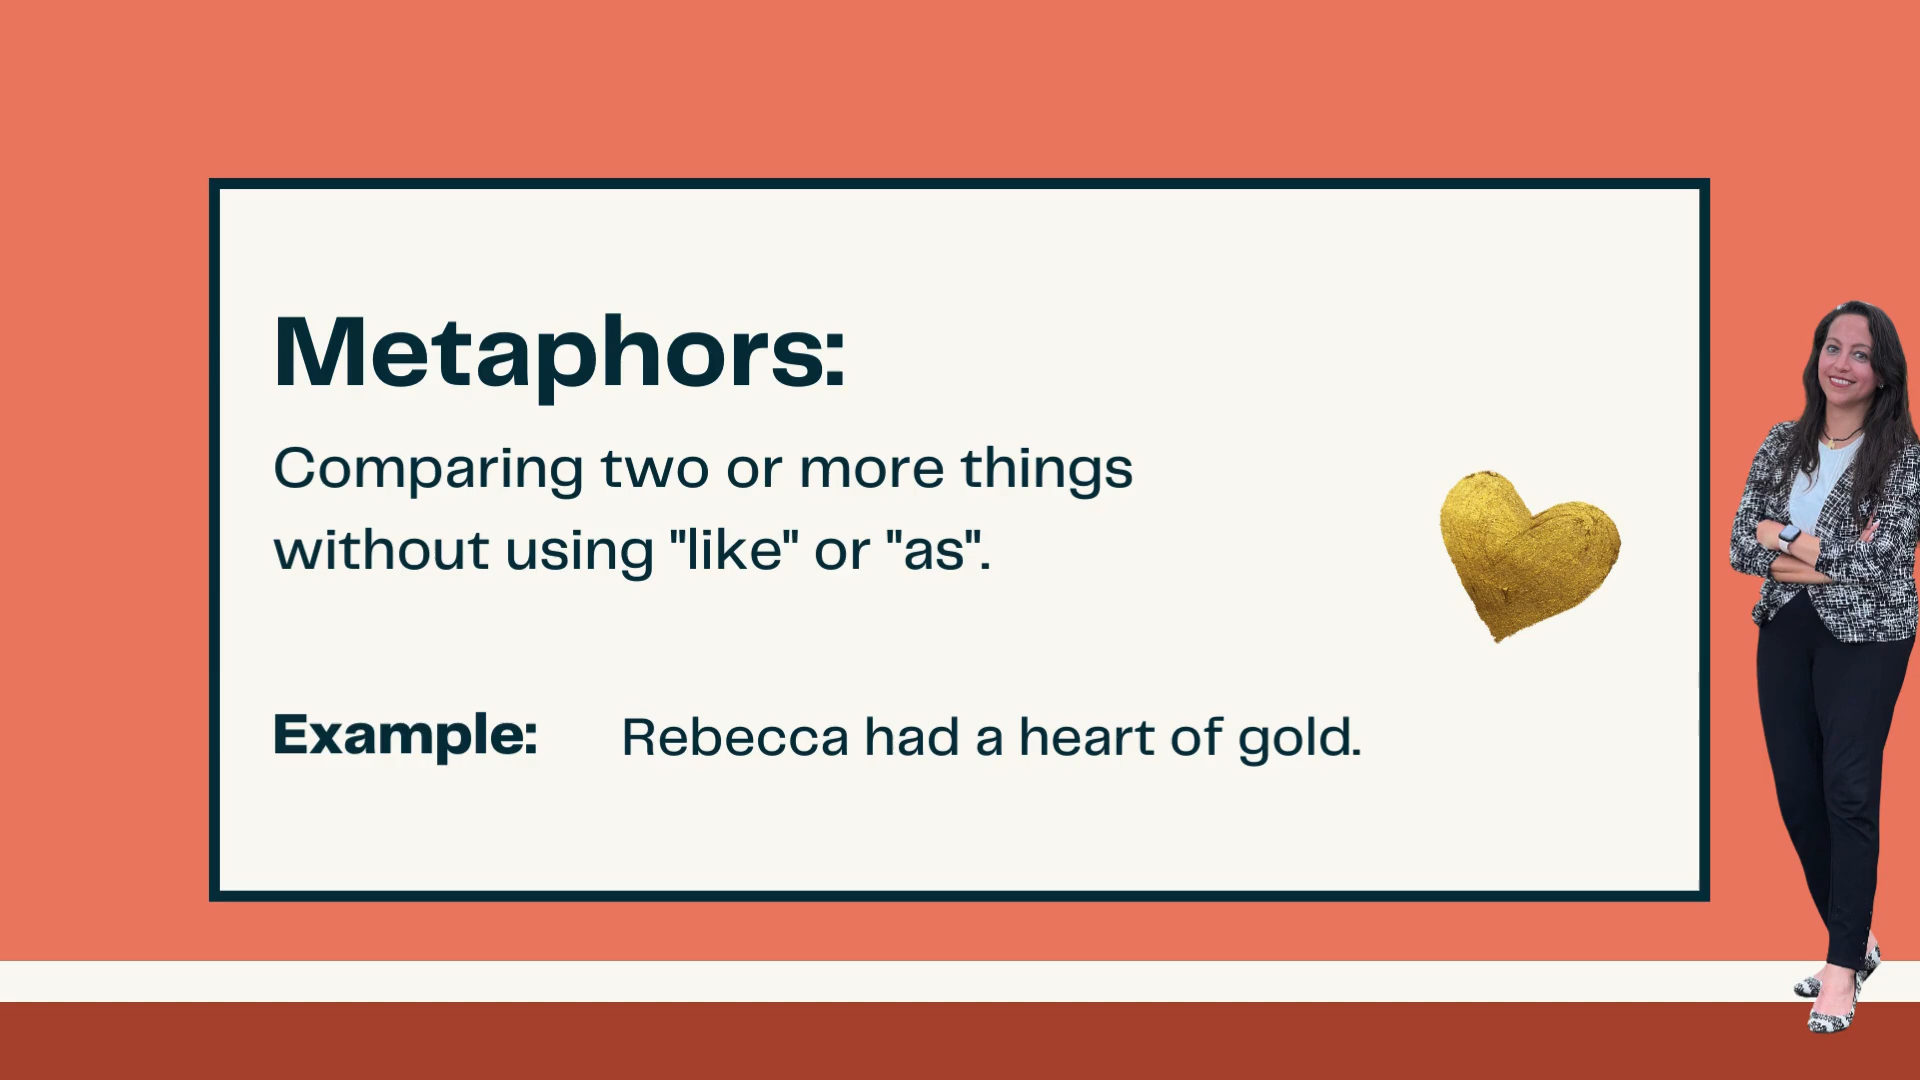 Metaphors:
Comparing two or more things
without using "like" or "as".
Example: Rebecca had a heart of gold.